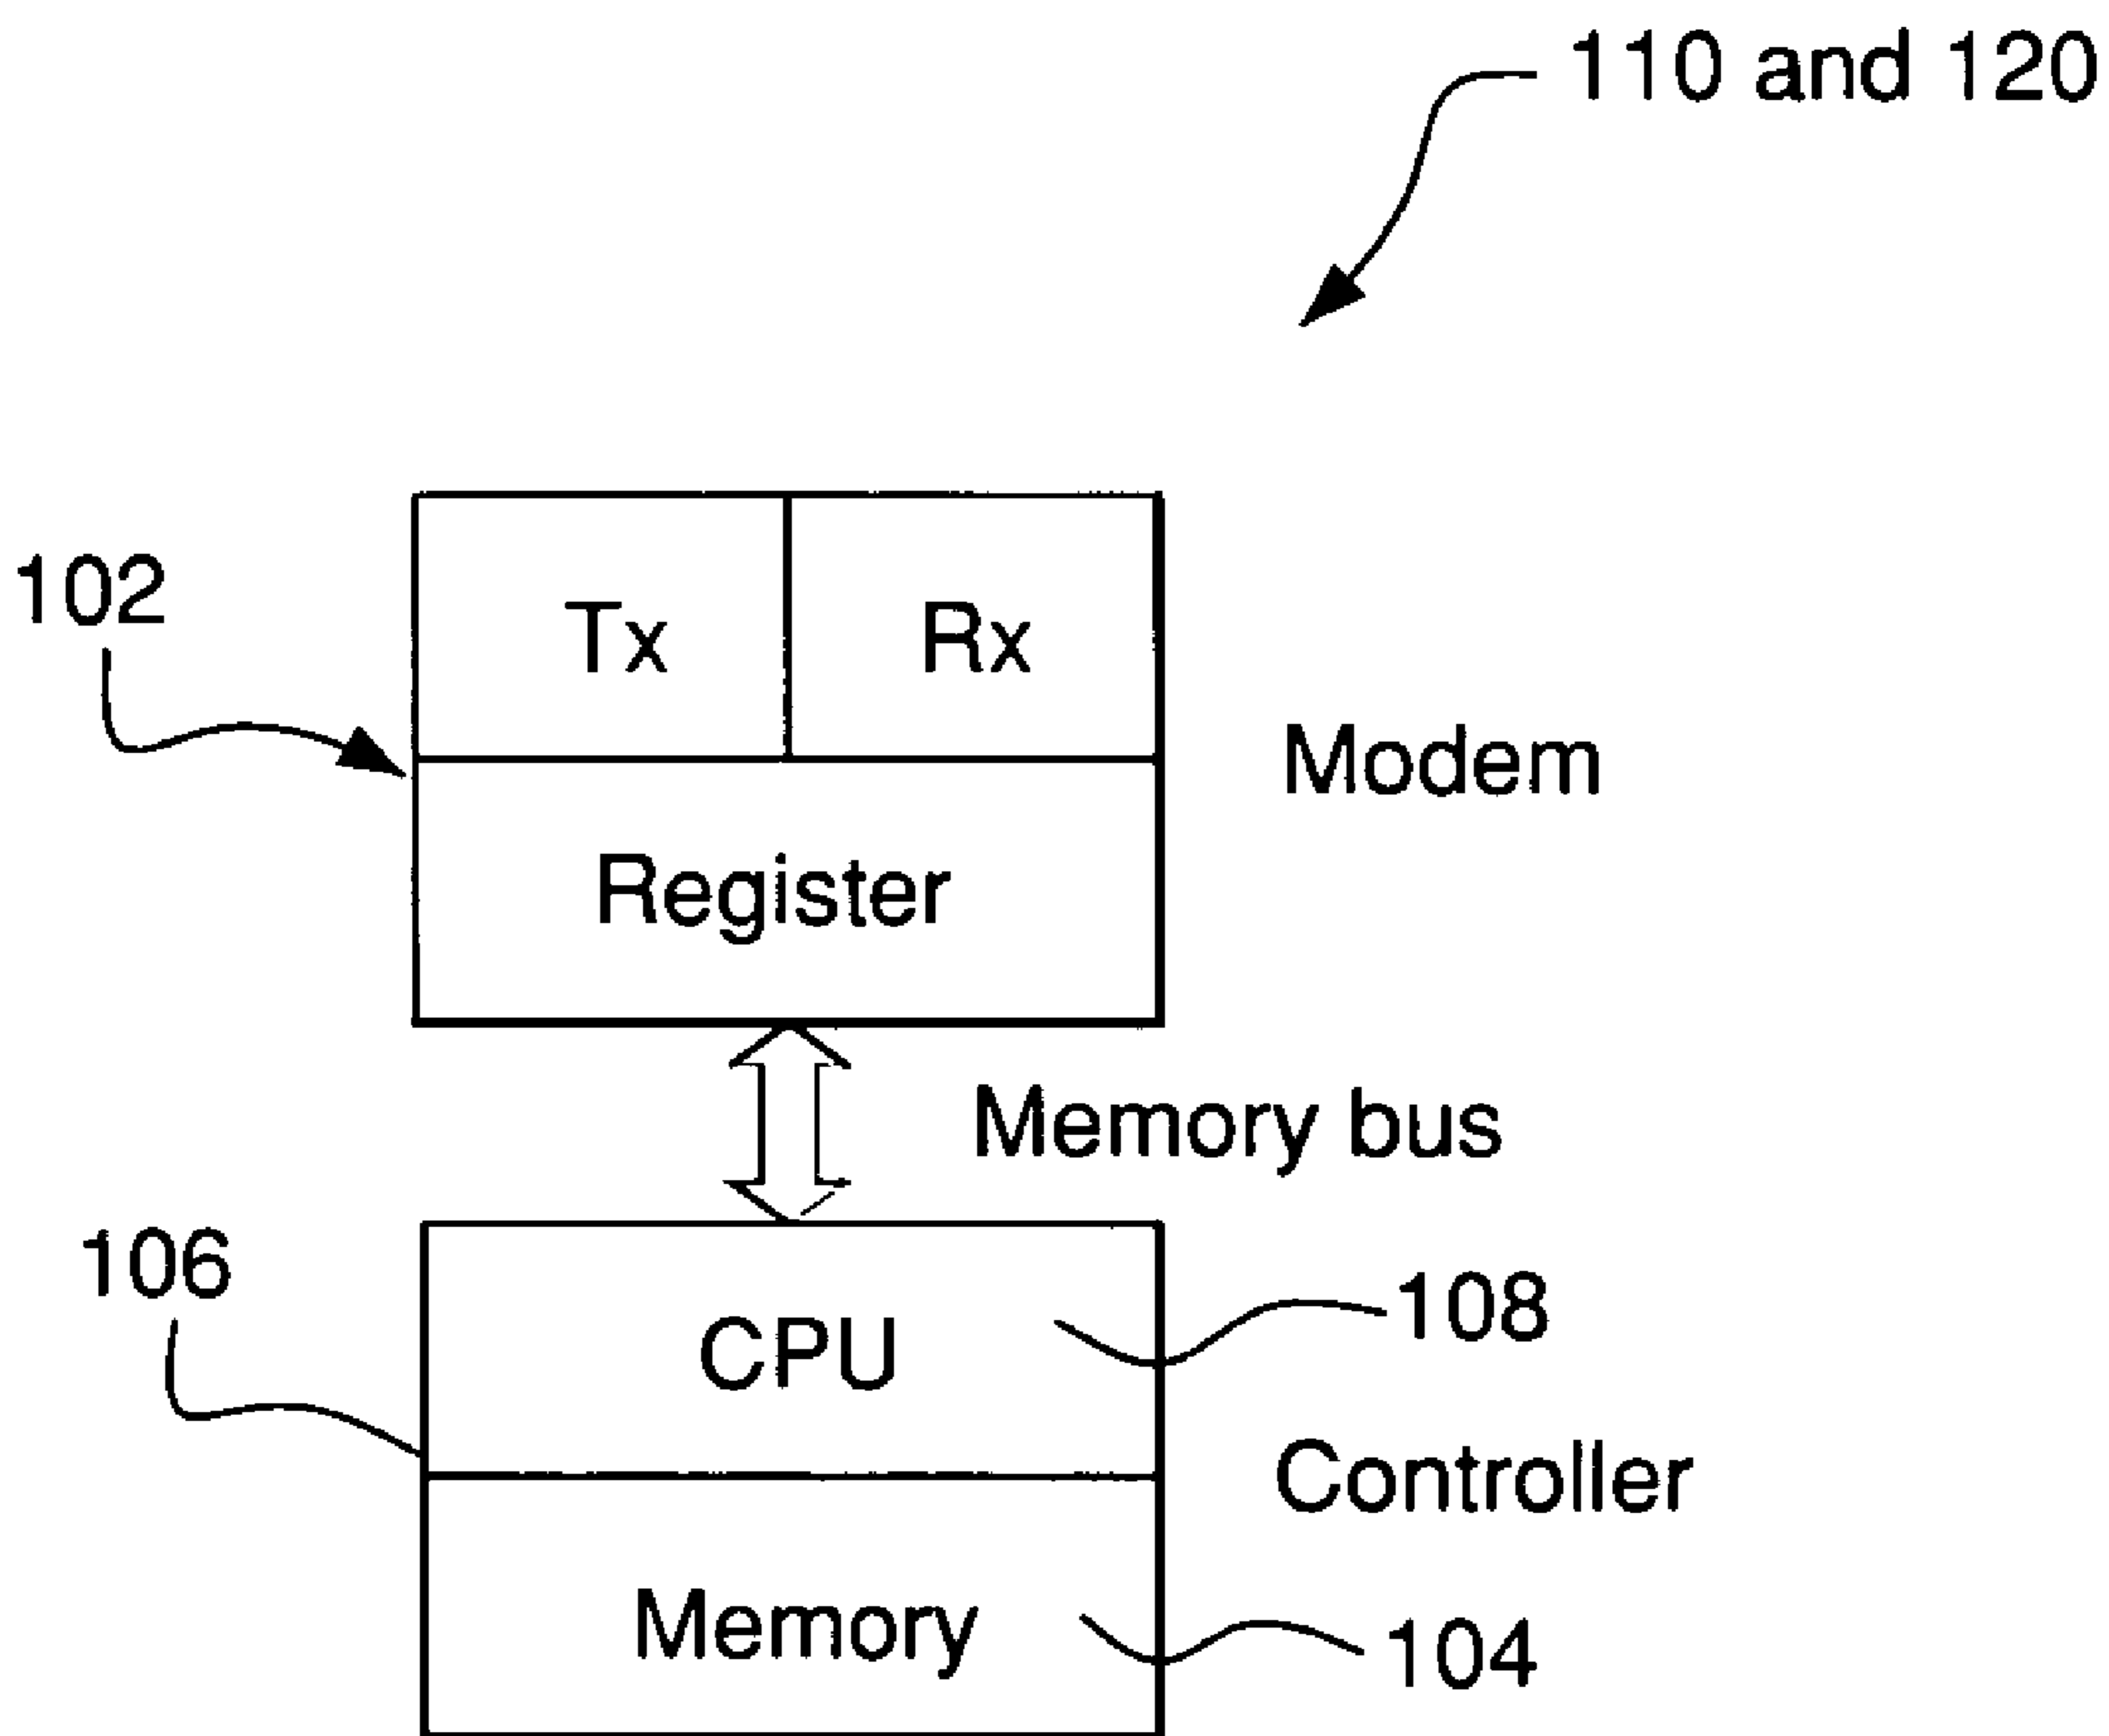 110 and 120
102
Tx
Rx
Modem
Register
Memory bus
106
108
CPU
Controller
Memory
104